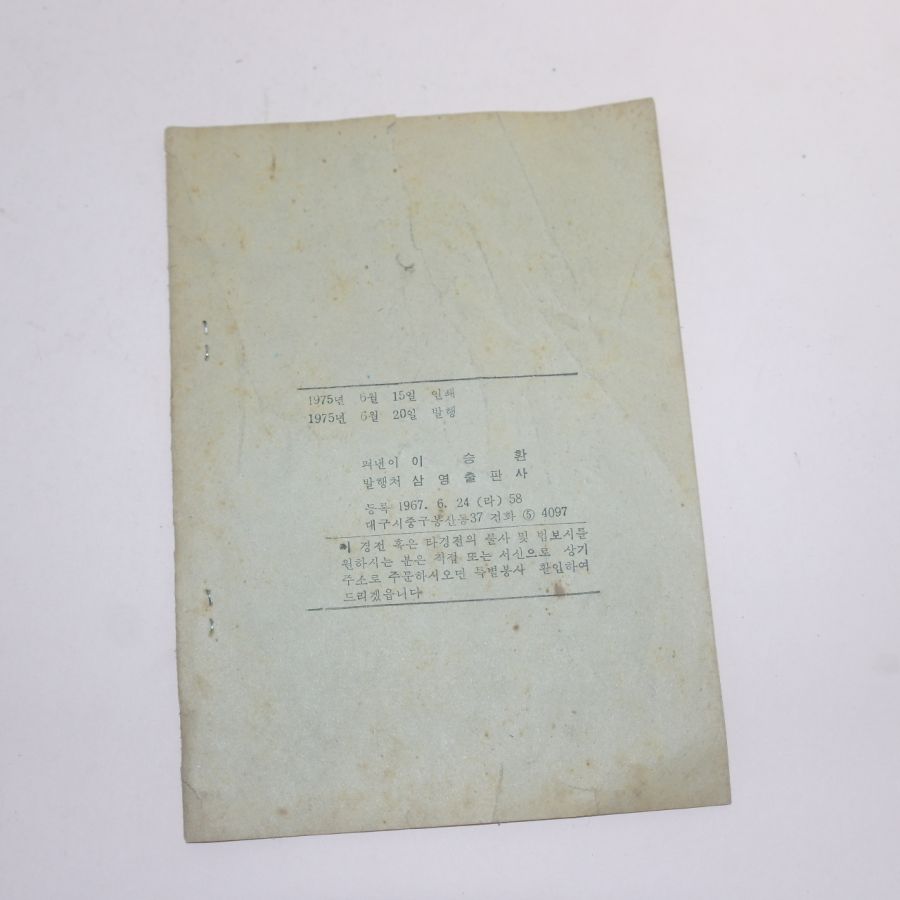 1975년 6월 15일 인쇄
1975년 6월 20일 발행
펴낸이 이 승 환
발행처 삼 영 출 판 사
등록 1967. 6. 24 (라) 58
대구시중구봉산동37 전화 ⑤ 4097
이 경전 혹은 타경전의 불사 및 법보시를
원하시는 분은 직접 또는 서신으로 상기
주소로 주문하시오면 특별봉사 할인하여
드리겠읍니다